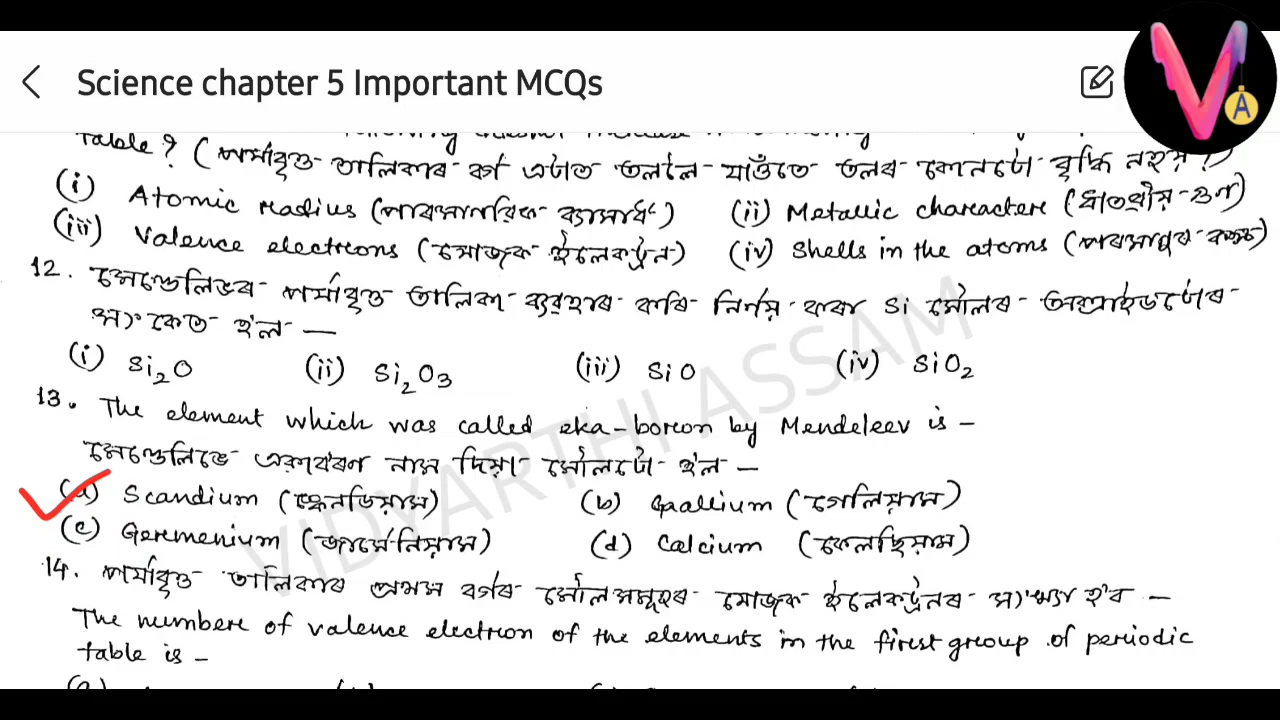 Science chapter 5 Important MCQs
V
A
table? (পৰ্যাবৃত্ত তালিকাৰ বৰ্গ এটাত তললৈ যাওঁতে তলৰ কোনটো বৃদ্ধি নহয়?)
(i) Atomic radius (পাৰমাণৱিক ব্যাসাৰ্ধ) (ii) Metallic character (ধাতৱীয় গুণ)
(iii) Valence electrons (যোজক ইলেকট্ৰন) (iv) Shells in the atoms (পৰমাণুৰ কক্ষ)
12. মেণ্ডেলিভৰ পৰ্যাবৃত্ত তালিকা ব্যৱহাৰ কৰি নিৰ্ণয় কৰা Si মৌলৰ অক্সাইডটোৰ
সংকেত হ'ল —
(i) Si₂O (ii) Si₂O₃ (iii) SiO (iv) SiO₂
13. The element which was called eka-boron by Mendeleev is –
মেণ্ডেলিভে একা-বৰণ নাম দিয়া মৌলটো হ'ল –
(a) Scandium (স্কেনডিয়াম) (b) Gallium (গেলিয়াম)
(c) Geremenium (জাৰ্মেনিয়াম) (d) Calcium (কেলছিয়াম)
14. পৰ্যাবৃত্ত তালিকাৰ প্ৰথম বৰ্গৰ মৌলসমূহৰ যোজক ইলেকট্ৰনৰ সংখ্যা হ'ব –
The number of valence electron of the elements in the first group of periodic
table is –
VIDYARTHI ASSAM